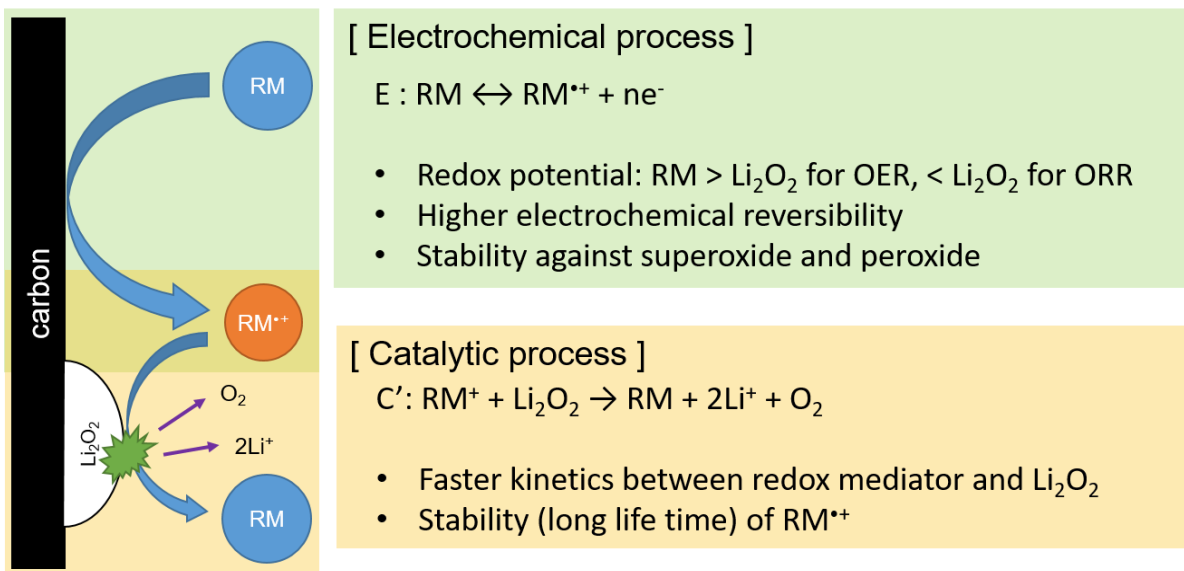 carbon
RM
RM•+
O₂
2Li⁺
Li₂O₂
RM
[ Electrochemical process ]
E : RM ↔ RM•⁺ + ne⁻
• Redox potential: RM > Li₂O₂ for OER, < Li₂O₂ for ORR
• Higher electrochemical reversibility
• Stability against superoxide and peroxide
[ Catalytic process ]
C’: RM⁺ + Li₂O₂ → RM + 2Li⁺ + O₂
• Faster kinetics between redox mediator and Li₂O₂
• Stability (long life time) of RM•⁺